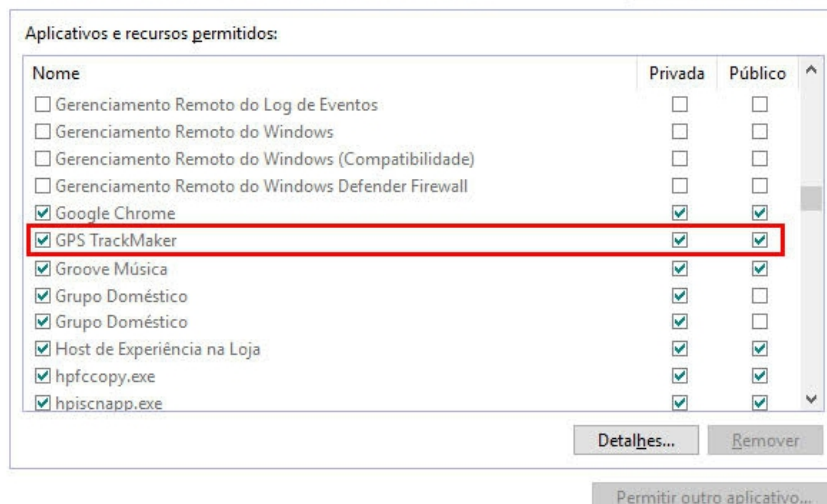 Aplicativos e recursos permitidos:
Nome Privada Público
Gerenciamento Remoto do Log de Eventos
Gerenciamento Remoto do Windows
Gerenciamento Remoto do Windows (Compatibilidade)
Gerenciamento Remoto do Windows Defender Firewall
Google Chrome
GPS TrackMaker
Groove Música
Grupo Doméstico
Grupo Doméstico
Host de Experiência na Loja
hpfccopy.exe
hpiscnapp.exe
Detalhes... Remover
Permitir outro aplicativo...